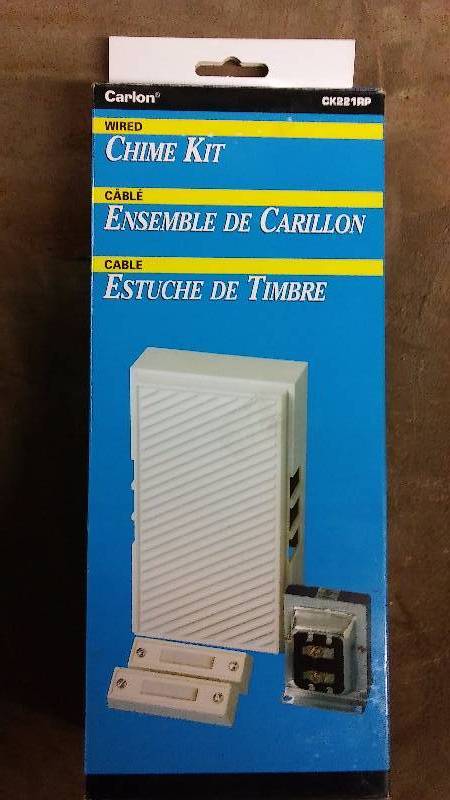 Carlon® CK221RP
WIRED
CHIME KIT
CÂBLÉ
ENSEMBLE DE CARILLON
CABLE
ESTUCHE DE TIMBRE